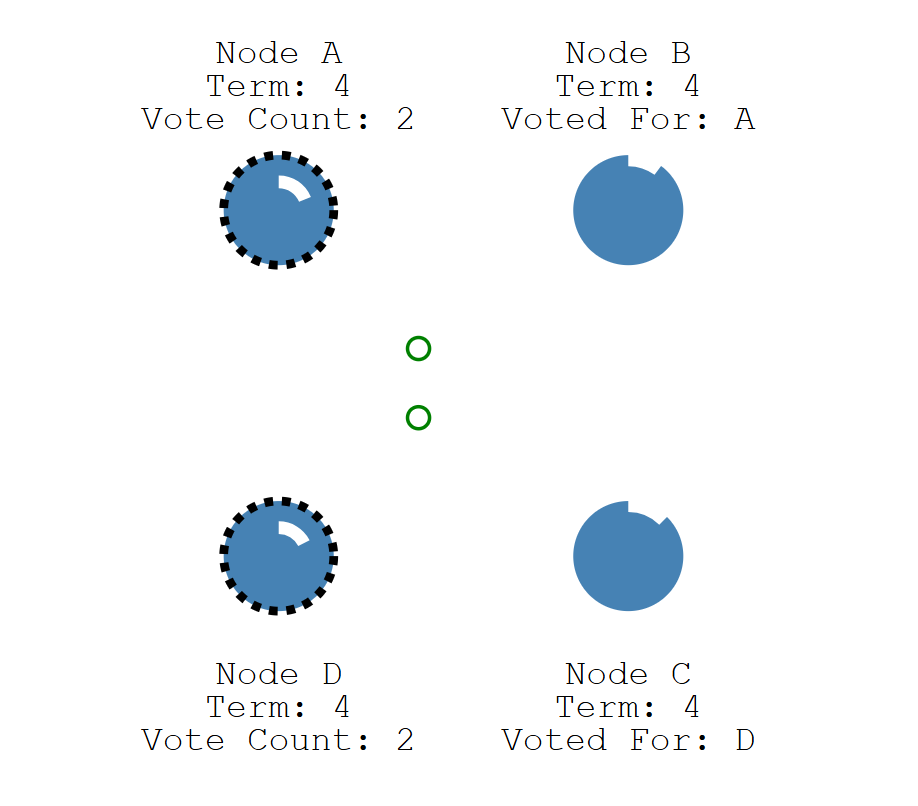 Node A
Term: 4
Vote Count: 2
Node B
Term: 4
Voted For: A
Node D
Term: 4
Vote Count: 2
Node C
Term: 4
Voted For: D